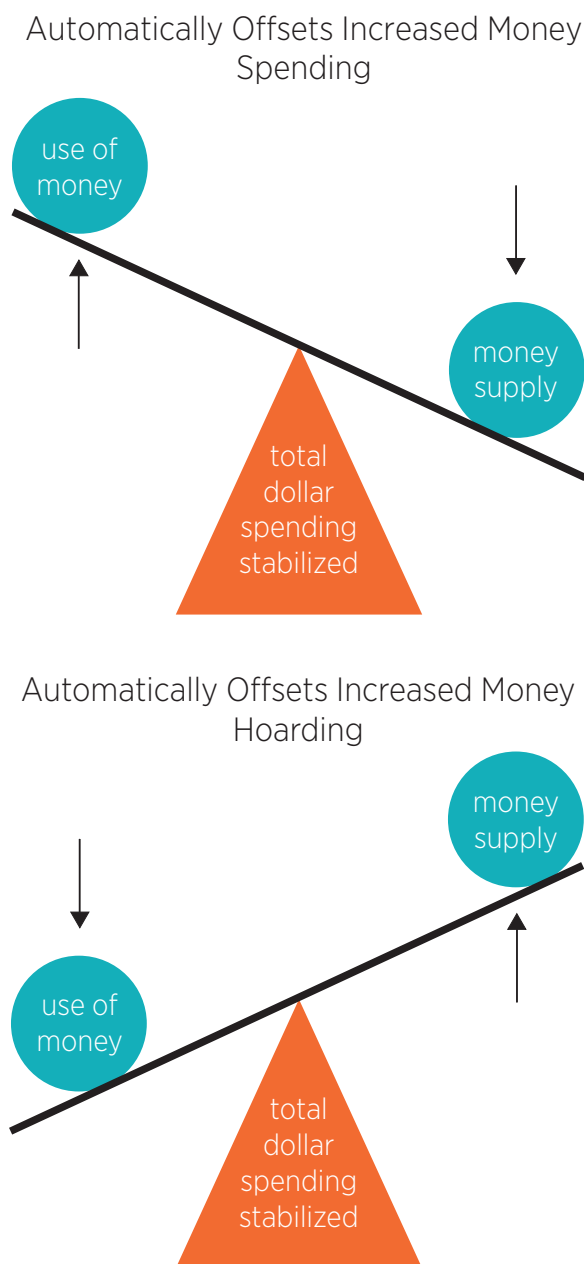 Automatically Offsets Increased Money
Spending
use of
money
money
supply
total
dollar
spending
stabilized
Automatically Offsets Increased Money
Hoarding
money
supply
use of
money
total
dollar
spending
stabilized